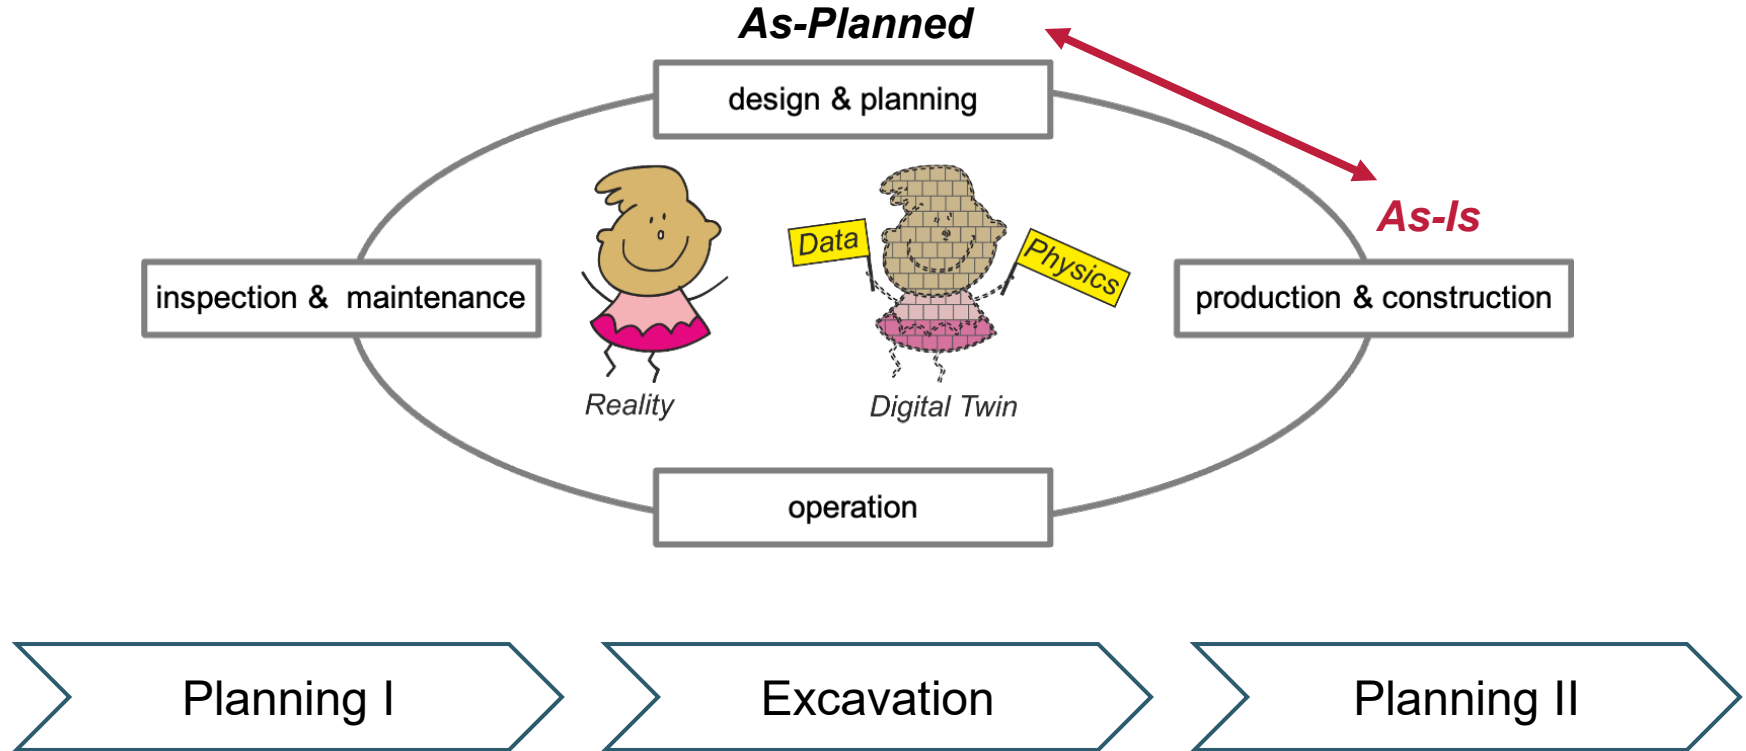 As-Planned
design & planning
As-Is
Data
Physics
inspection & maintenance
production & construction
Reality
Digital Twin
operation
Planning I
Excavation
Planning II